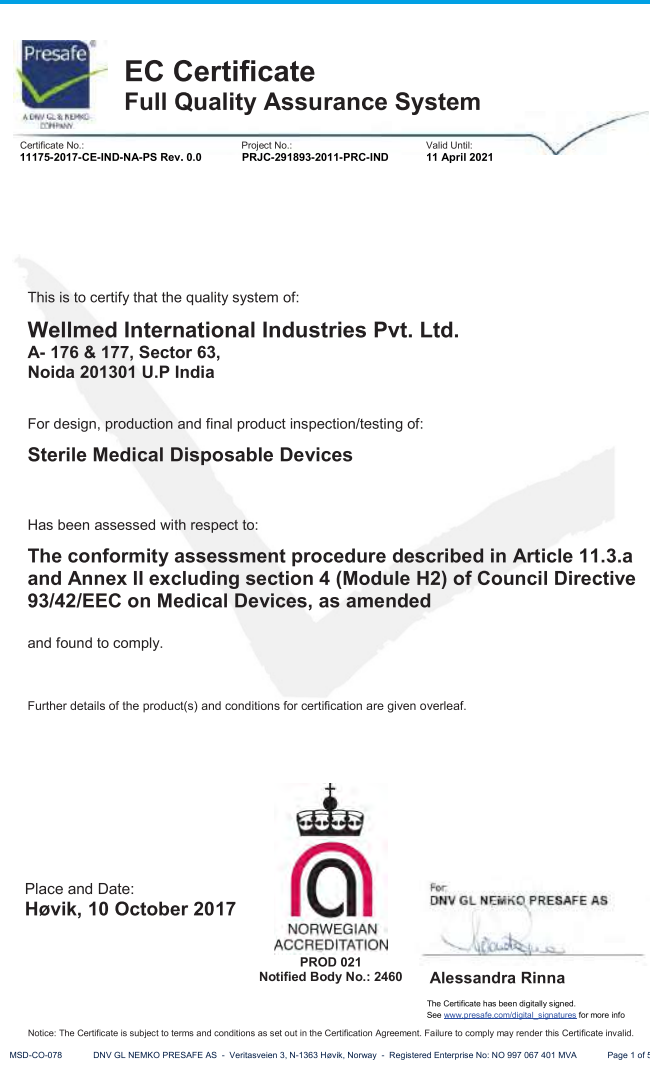 Presafe
®
A DNV GL & NEMKO
COMPANY
EC Certificate
Full Quality Assurance System
Certificate No.:
11175-2017-CE-IND-NA-PS Rev. 0.0
Project No.:
PRJC-291893-2011-PRC-IND
Valid Until:
11 April 2021
This is to certify that the quality system of:
Wellmed International Industries Pvt. Ltd.
A- 176 & 177, Sector 63,
Noida 201301 U.P India
For design, production and final product inspection/testing of:
Sterile Medical Disposable Devices
Has been assessed with respect to:
The conformity assessment procedure described in Article 11.3.a
and Annex II excluding section 4 (Module H2) of Council Directive
93/42/EEC on Medical Devices, as amended
and found to comply.
Further details of the product(s) and conditions for certification are given overleaf.
Place and Date:
Høvik, 10 October 2017
NORWEGIAN
ACCREDITATION
PROD 021
Notified Body No.: 2460
For:
DNV GL NEMKO PRESAFE AS
Alessandra Rinna
The Certificate has been digitally signed.
See www.presafe.com/digital_signatures for more info
Notice: The Certificate is subject to terms and conditions as set out in the Certification Agreement. Failure to comply may render this Certificate invalid.
MSD-CO-078 DNV GL NEMKO PRESAFE AS - Veritasveien 3, N-1363 Høvik, Norway - Registered Enterprise No: NO 997 067 401 MVA Page 1 of 5